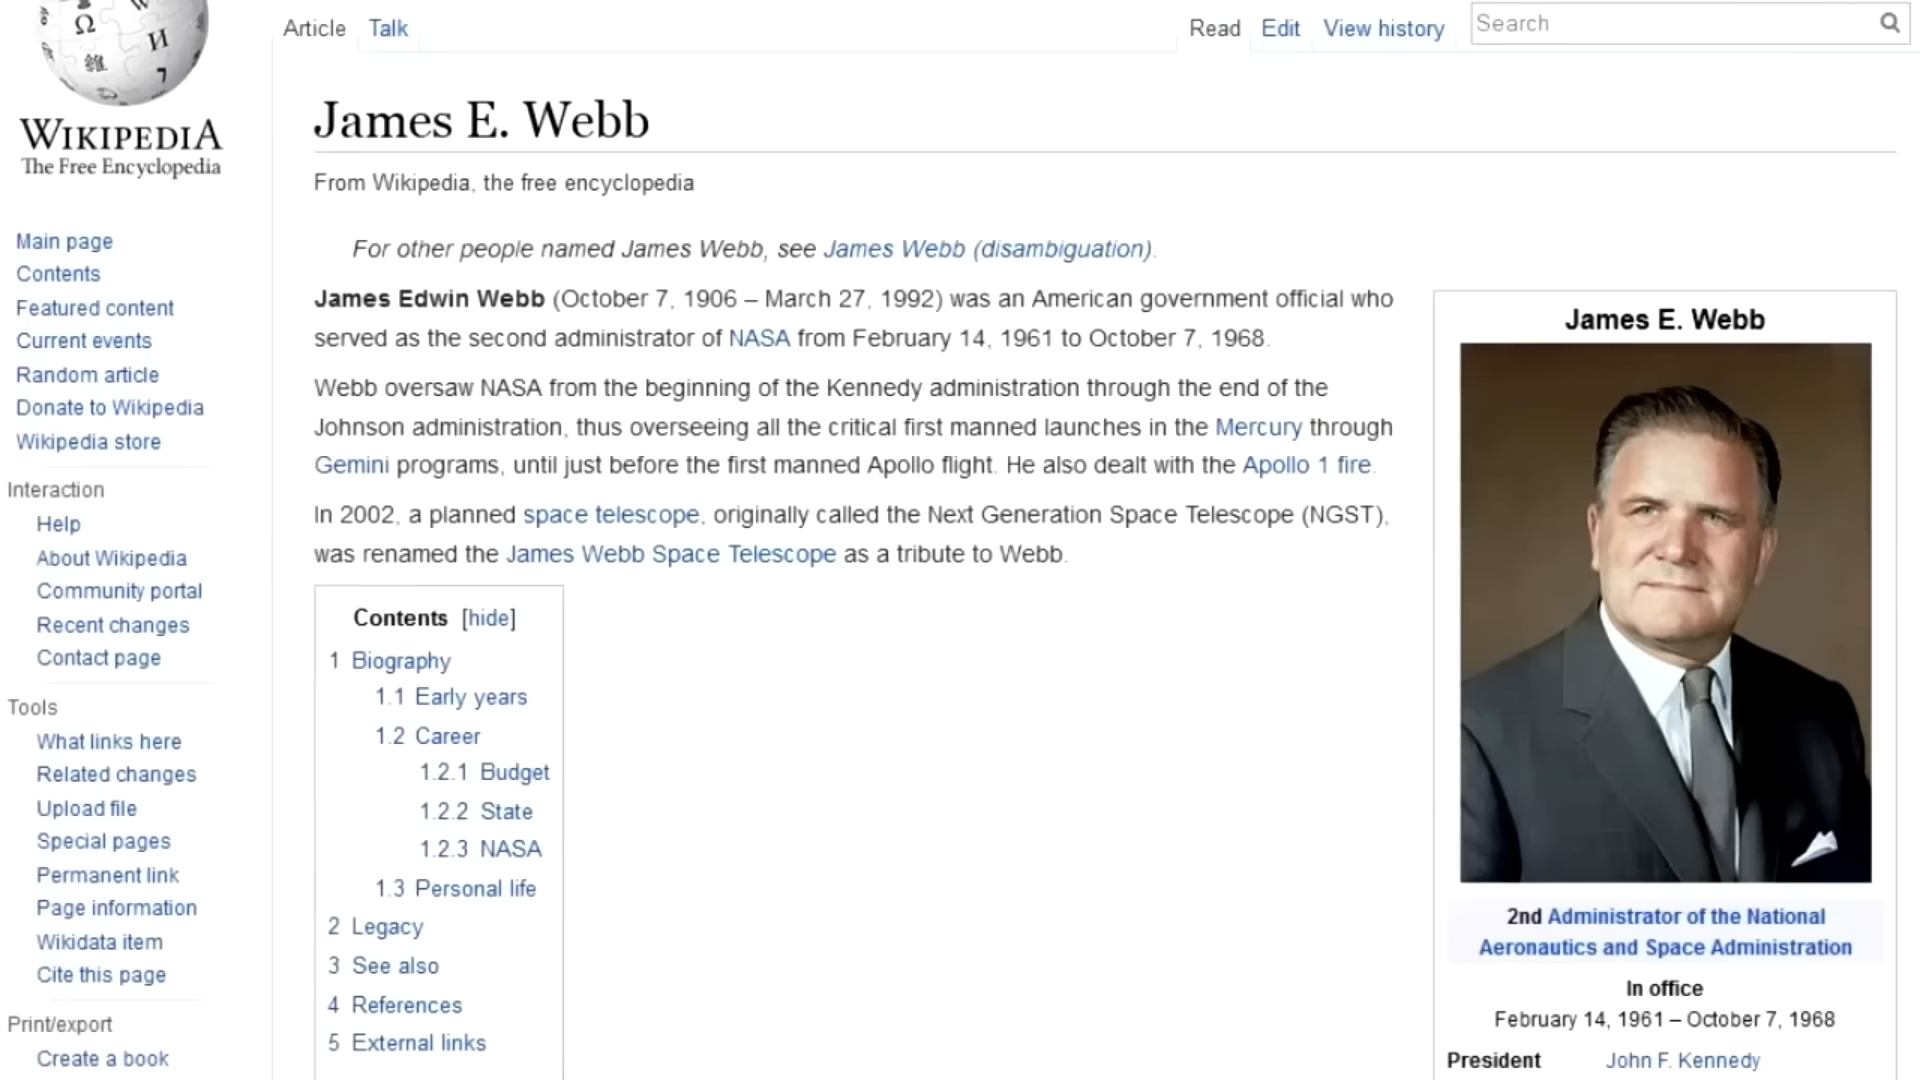 Ω
W
И
維
7
WIKIPEDIA
The Free Encyclopedia
Main page
Contents
Featured content
Current events
Random article
Donate to Wikipedia
Wikipedia store
Interaction
Help
About Wikipedia
Community portal
Recent changes
Contact page
Tools
What links here
Related changes
Upload file
Special pages
Permanent link
Page information
Wikidata item
Cite this page
Print/export
Create a book
Article Talk
Read Edit View history
Search
James E. Webb
From Wikipedia, the free encyclopedia
For other people named James Webb, see James Webb (disambiguation).
James Edwin Webb (October 7, 1906 – March 27, 1992) was an American government official who
served as the second administrator of NASA from February 14, 1961 to October 7, 1968.
Webb oversaw NASA from the beginning of the Kennedy administration through the end of the
Johnson administration, thus overseeing all the critical first manned launches in the Mercury through
Gemini programs, until just before the first manned Apollo flight. He also dealt with the Apollo 1 fire.
In 2002, a planned space telescope, originally called the Next Generation Space Telescope (NGST),
was renamed the James Webb Space Telescope as a tribute to Webb.
Contents [hide]
1 Biography
1.1 Early years
1.2 Career
1.2.1 Budget
1.2.2 State
1.2.3 NASA
1.3 Personal life
2 Legacy
3 See also
4 References
5 External links
James E. Webb
2nd Administrator of the National
Aeronautics and Space Administration
In office
February 14, 1961 – October 7, 1968
President John F. Kennedy